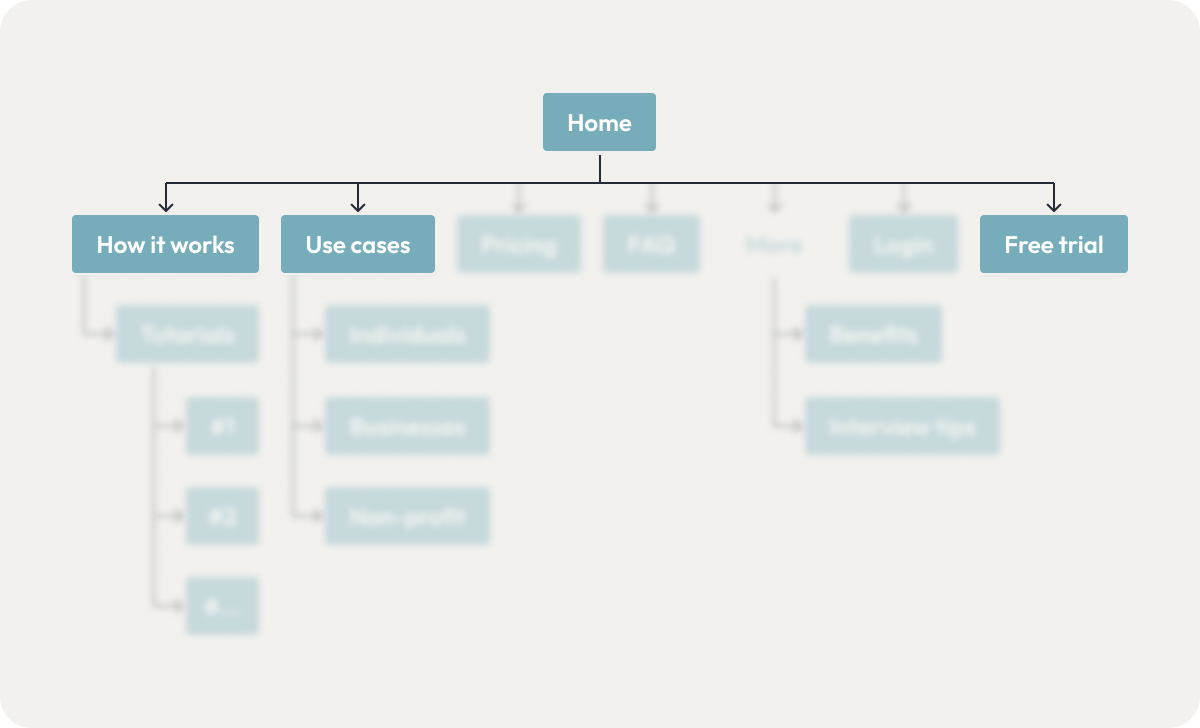 Home
How it works
Use cases
Pricing
FAQ
More
Login
Free trial
Tutorials
Individuals
Benefits
#1
Businesses
Interview tips
#2
Non-profit
#...